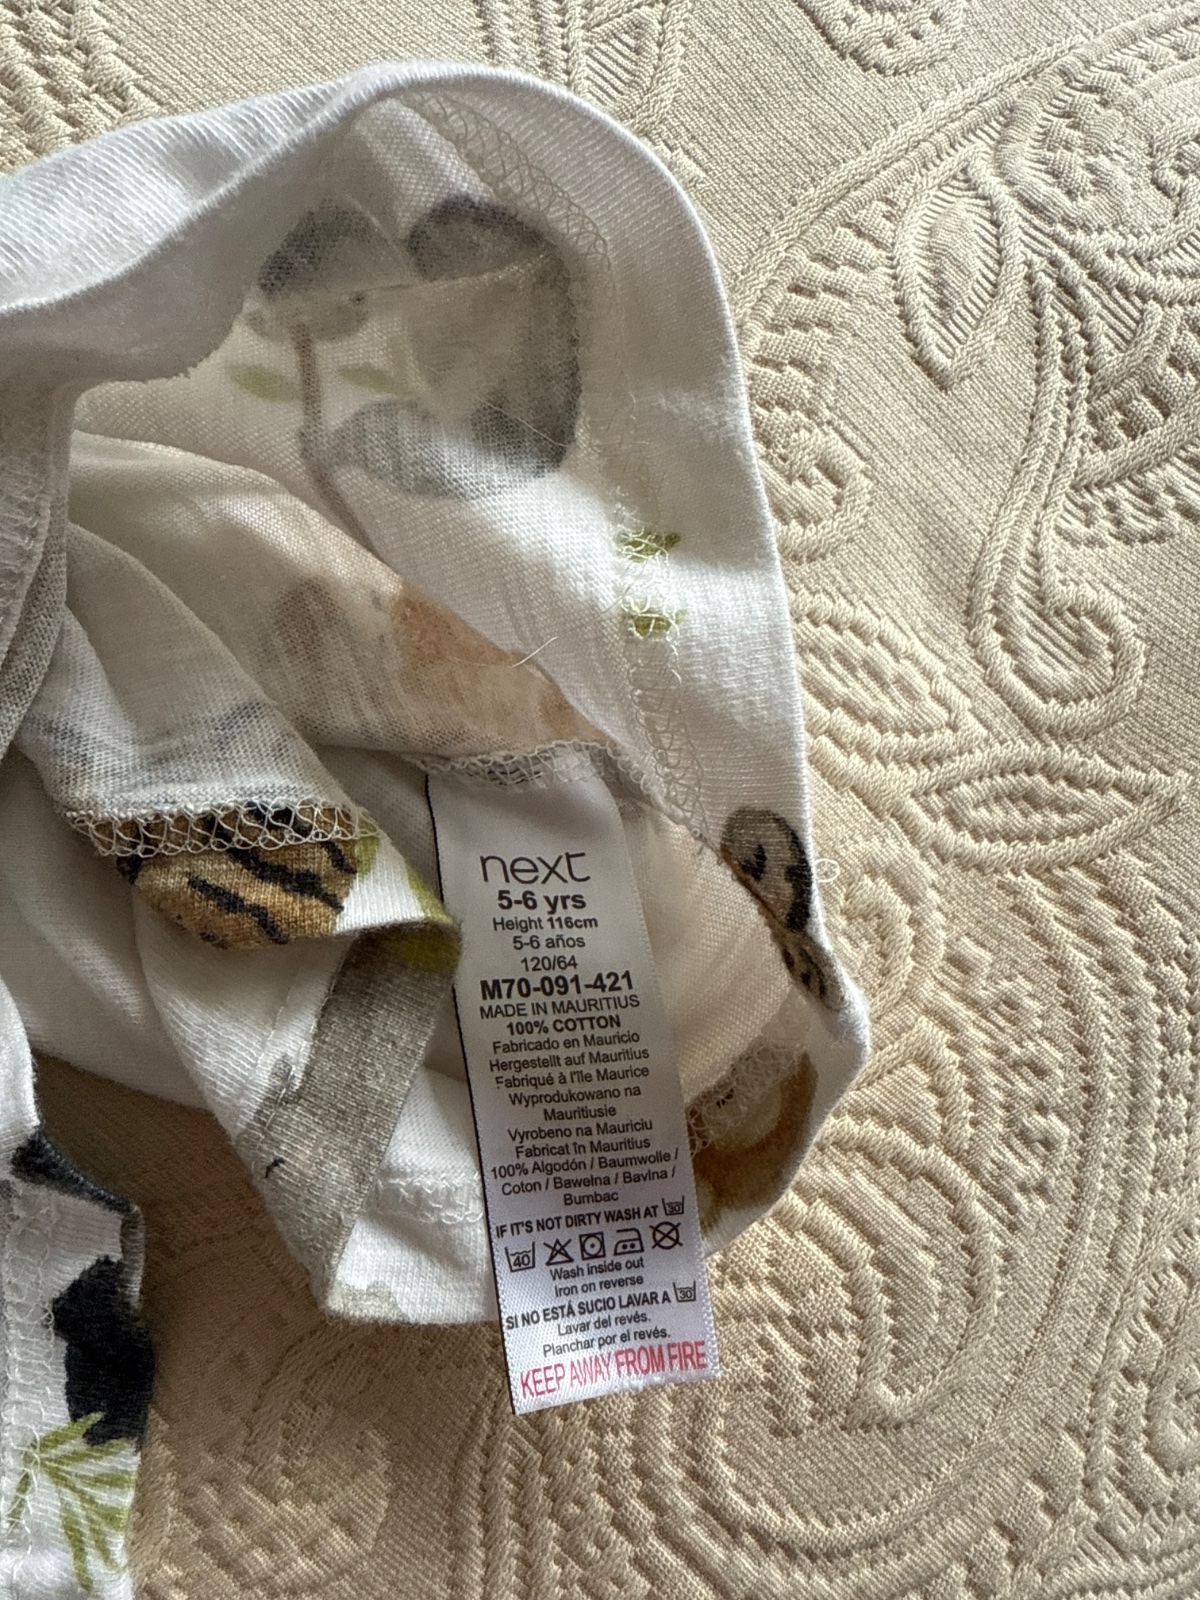 next
5-6 yrs
Height 116cm
5-6 años
120/64
M70-091-421
MADE IN MAURITIUS
100% COTTON
Fabricado en Mauricio
Hergestellt auf Mauritius
Fabriqué à l'île Maurice
Wyprodukowano na
Mauritiusie
Vyrobeno na Mauriciu
Fabricat în Mauritius
100% Algodón / Baumwolle /
Coton / Bawełna / Bavlna /
Bumbac
IF IT'S NOT DIRTY WASH AT 30
40
Wash inside out
Iron on reverse
SI NO ESTÁ SUCIO LAVAR A 30
Lavar del revés.
Planchar por el revés.
KEEP AWAY FROM FIRE